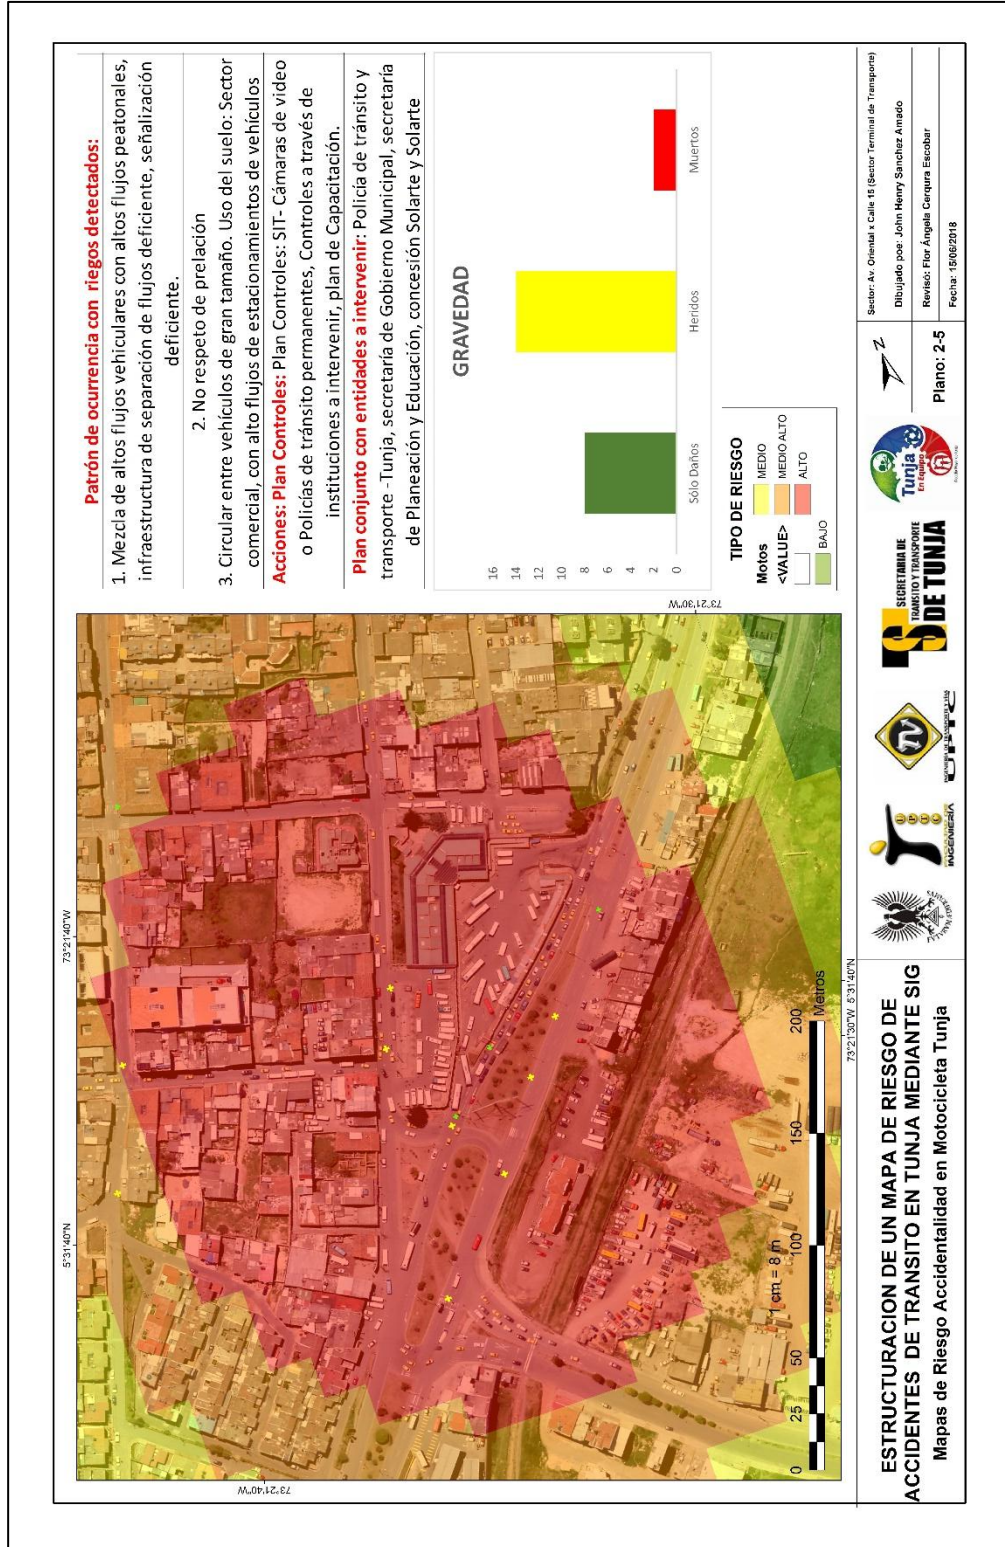 Patrón de ocurrencia con riegos detectados:
1. Mezcla de altos flujos vehiculares con altos flujos peatonales,
infraestructura de separación de flujos deficiente, señalización
deficiente.
2. No respeto de prelación
3. Circular entre vehículos de gran tamaño. Uso del suelo: Sector
comercial, con alto flujos de estacionamientos de vehículos
Acciones: Plan Controles: Plan Controles: SIT- Cámaras de video
o Policías de tránsito permanentes, Controles a través de
instituciones a intervenir, plan de Capacitación.
Plan conjunto con entidades a intervenir: Policía de tránsito y
transporte -Tunja, secretaría de Gobierno Municipal, secretaría
de Planeación y Educación, concesión Solarte y Solarte
GRAVEDAD
16
14
12
10
8
6
4
2
0
Sólo Daños
Heridos
Muertos
TIPO DE RIESGO
Motos
<VALUE>
BAJO
MEDIO
MEDIO ALTO
ALTO
5°31'40"N
73°21'40"W
73°21'40"W
73°21'30"W
73°21'30"W
5°31'40"N
1 cm = 8 m
0
25
50
100
150
200
Metros
ESTRUCTURACION DE UN MAPA DE RIESGO DE
ACCIDENTES DE TRANSITO EN TUNJA MEDIANTE SIG
Mapas de Riesgo Accidentalidad en Motocicleta Tunja
UPTC
INGENIERÍA
TV
UPTC
SECRETARIA DE
TRANSITO Y TRANSPORTE
DE TUNJA
Tunja
En Equipo
Z
Plano: 2-5
Sector: Av. Oriental x Calle 15 (Sector Terminal de Transporte)
Dibujado poe: John Henry Sanchez Amado
Revisó: Flor Ángela Cerqura Escobar
Fecha: 15/06/2018